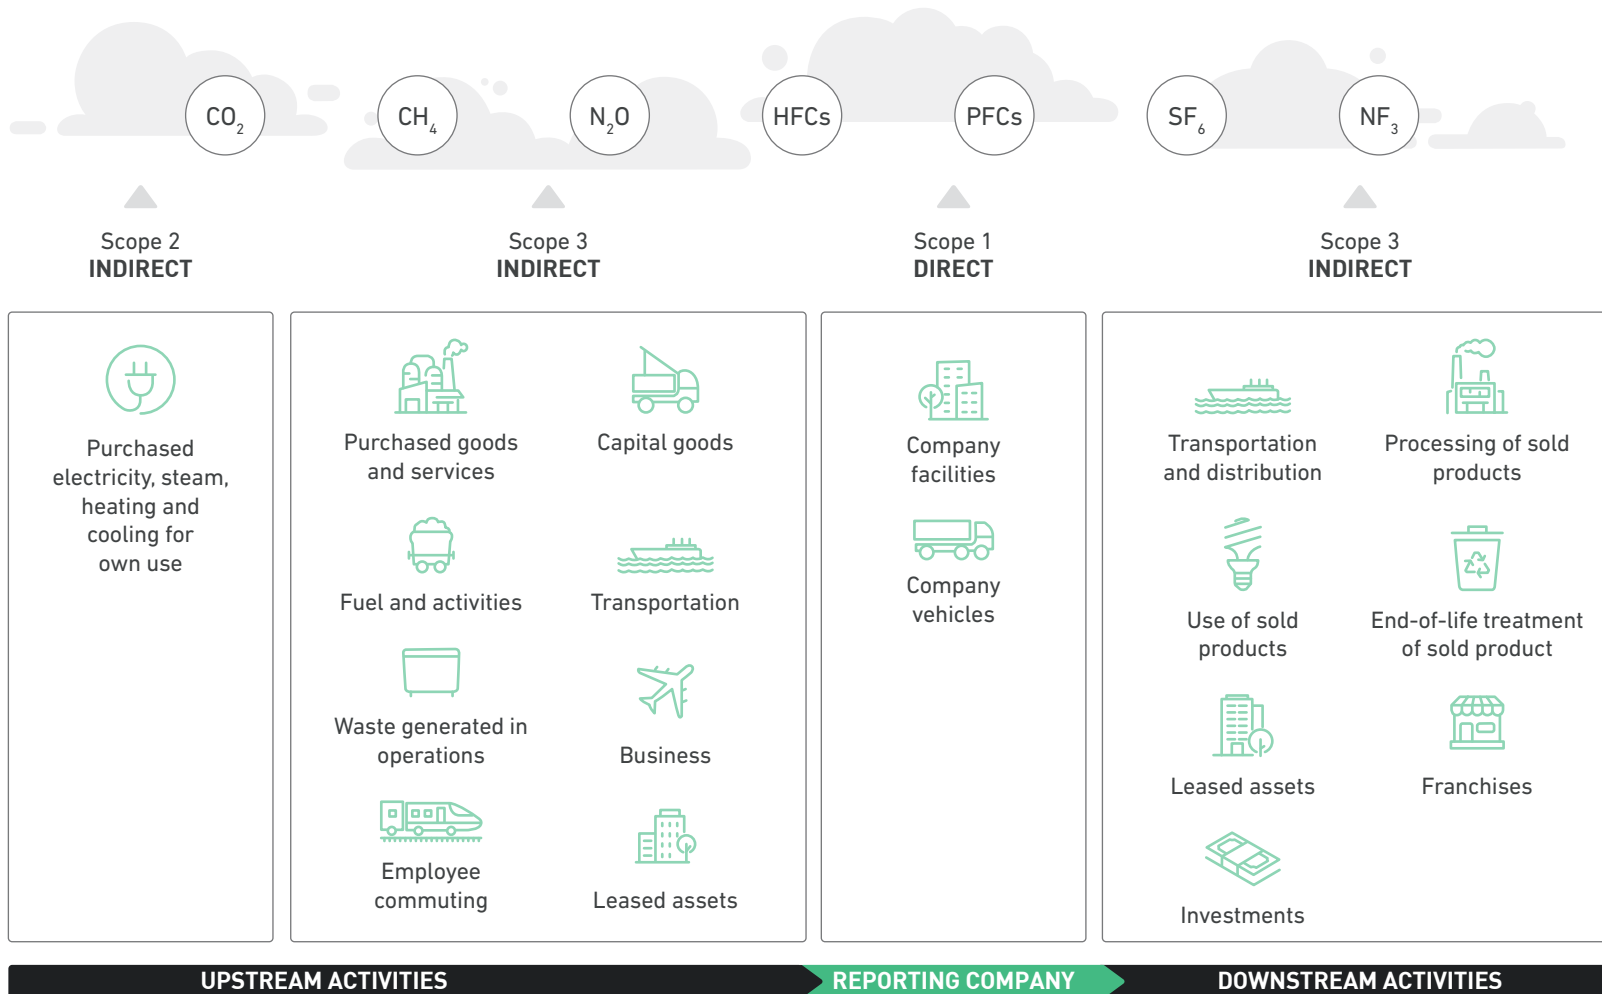 CO₂
CH₄
N₂O
HFCs
PFCs
SF₆
NF₃
Scope 2
INDIRECT
Scope 3
INDIRECT
Scope 1
DIRECT
Scope 3
INDIRECT
Purchased
electricity, steam,
heating and
cooling for
own use
Purchased goods
and services
Capital goods
Fuel and activities
Transportation
Waste generated in
operations
Business
Employee
commuting
Leased assets
Company
facilities
Company
vehicles
Transportation
and distribution
Processing of sold
products
Use of sold
products
End-of-life treatment
of sold product
Leased assets
Franchises
Investments
UPSTREAM ACTIVITIES
REPORTING COMPANY
DOWNSTREAM ACTIVITIES